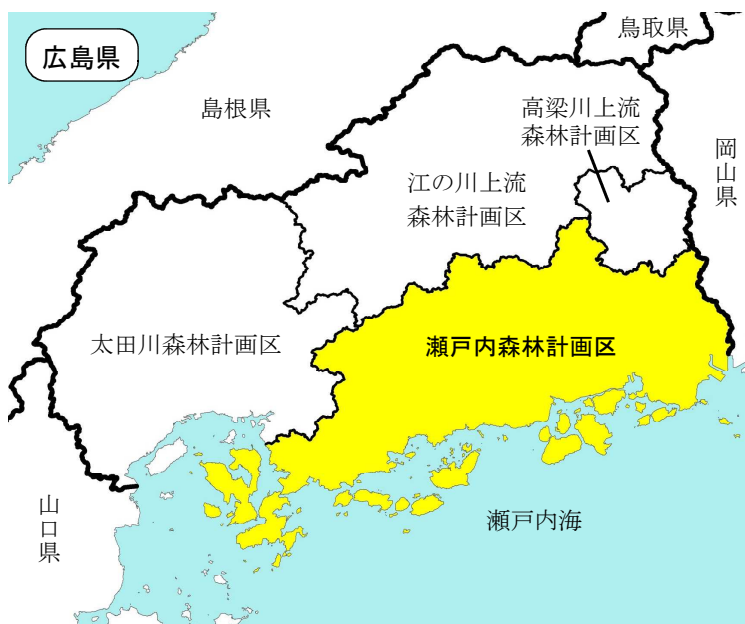 広島県
鳥取県
島根県
高梁川上流
森林計画区
岡山県
江の川上流
森林計画区
太田川森林計画区
瀬戸内森林計画区
山口県
瀬戸内海